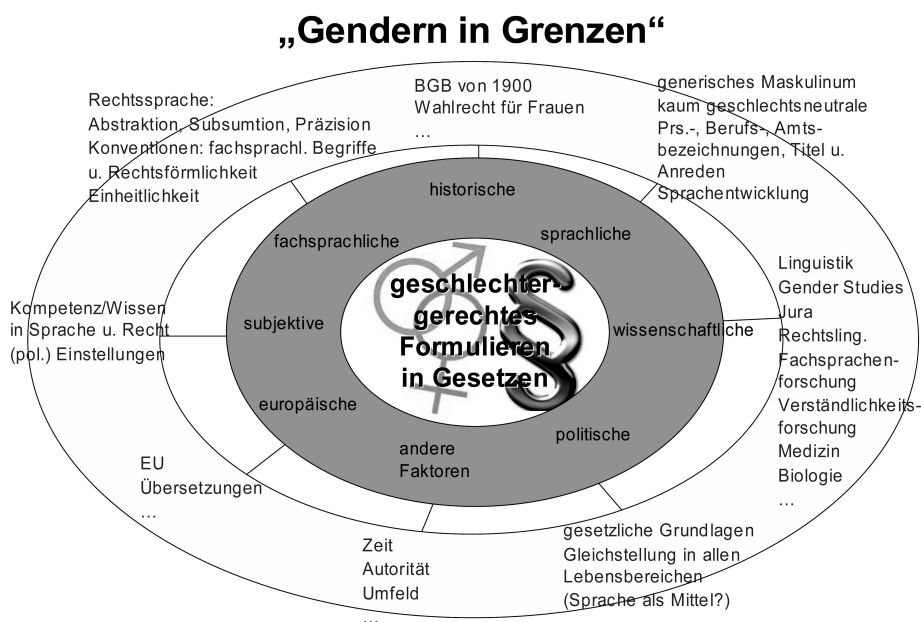 „Gendern in Grenzen“
Rechtssprache:
Abstraktion, Subsumtion, Präzision
Konventionen: fachsprachl. Begriffe
u. Rechtsförmlichkeit
Einheitlichkeit
BGB von 1900
Wahlrecht für Frauen
…
generisches Maskulinum
kaum geschlechtsneutrale
Prs.-, Berufs-, Amts-
bezeichnungen, Titel u.
Anreden
Sprachentwicklung
historische
fachsprachliche
sprachliche
geschlechter-
gerechtes
Formulieren
in Gesetzen
§
subjektive
wissenschaftliche
europäische
politische
andere
Faktoren
Kompetenz/Wissen
in Sprache u. Recht
(pol.) Einstellungen
Linguistik
Gender Studies
Jura
Rechtsling.
Fachsprachen-
forschung
Verständlichkeits-
forschung
Medizin
Biologie
…
EU
Übersetzungen
…
Zeit
Autorität
Umfeld
…
gesetzliche Grundlagen
Gleichstellung in allen
Lebensbereichen
(Sprache als Mittel?)